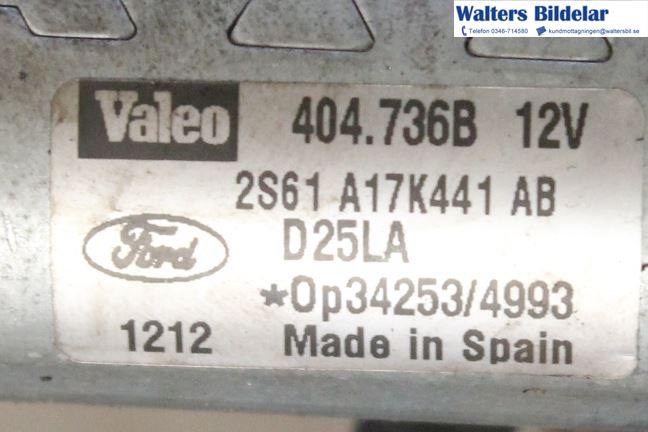 Walters Bildelar
Telefon 0346-714580 kundmottagningen@waltersbil.se
Valeo 404.736B 12V
2S61 A17K441 AB
Ford D25LA
*Op34253/4993
1212 Made in Spain